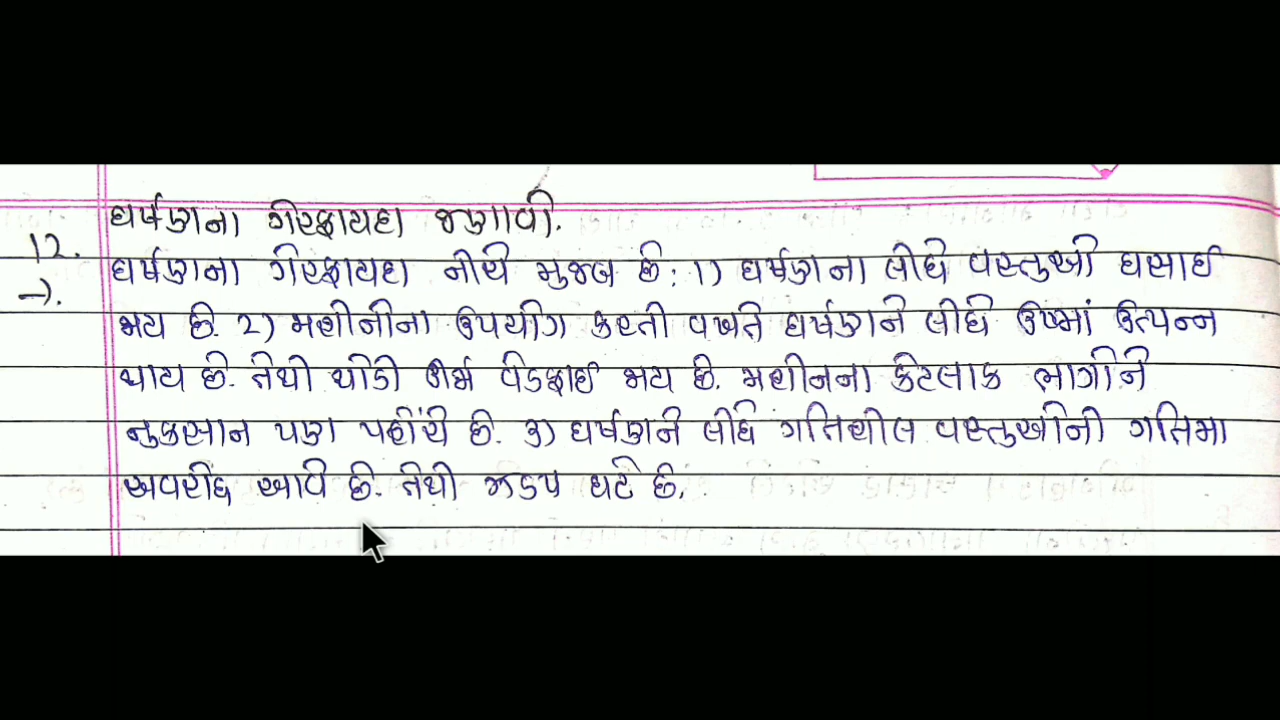 12. ઘર્ષણના ગેરફાયદા જણાવો.
→. ઘર્ષણના ગેરફાયદા નીચે મુજબ છે: 1) ઘર્ષણના લીધે વસ્તુઓ ઘસાઈ
જાય છે. 2) મશીનોના ઉપયોગ કરતી વખતે ઘર્ષણને લીધે ઉષ્માં ઉત્પન્ન
થાય છે. તેથી થોડી ઊર્જા વેડફાઈ જાય છે. મશીનના કેટલાક ભાગોને
નુકસાન પણ પહોંચે છે. ૩) ઘર્ષણને લીધે ગતિશીલ વસ્તુઓની ગતિમા
અવરોધ આવે છે. તેથી ઝડપ ઘટે છે.